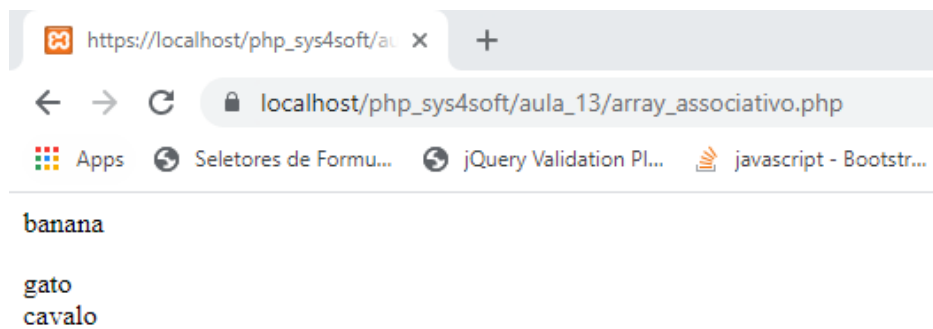 https://localhost/php_sys4soft/au
localhost/php_sys4soft/aula_13/array_associativo.php
Apps
Seletores de Formu...
jQuery Validation Pl...
javascript - Bootstr...
banana
gato
cavalo